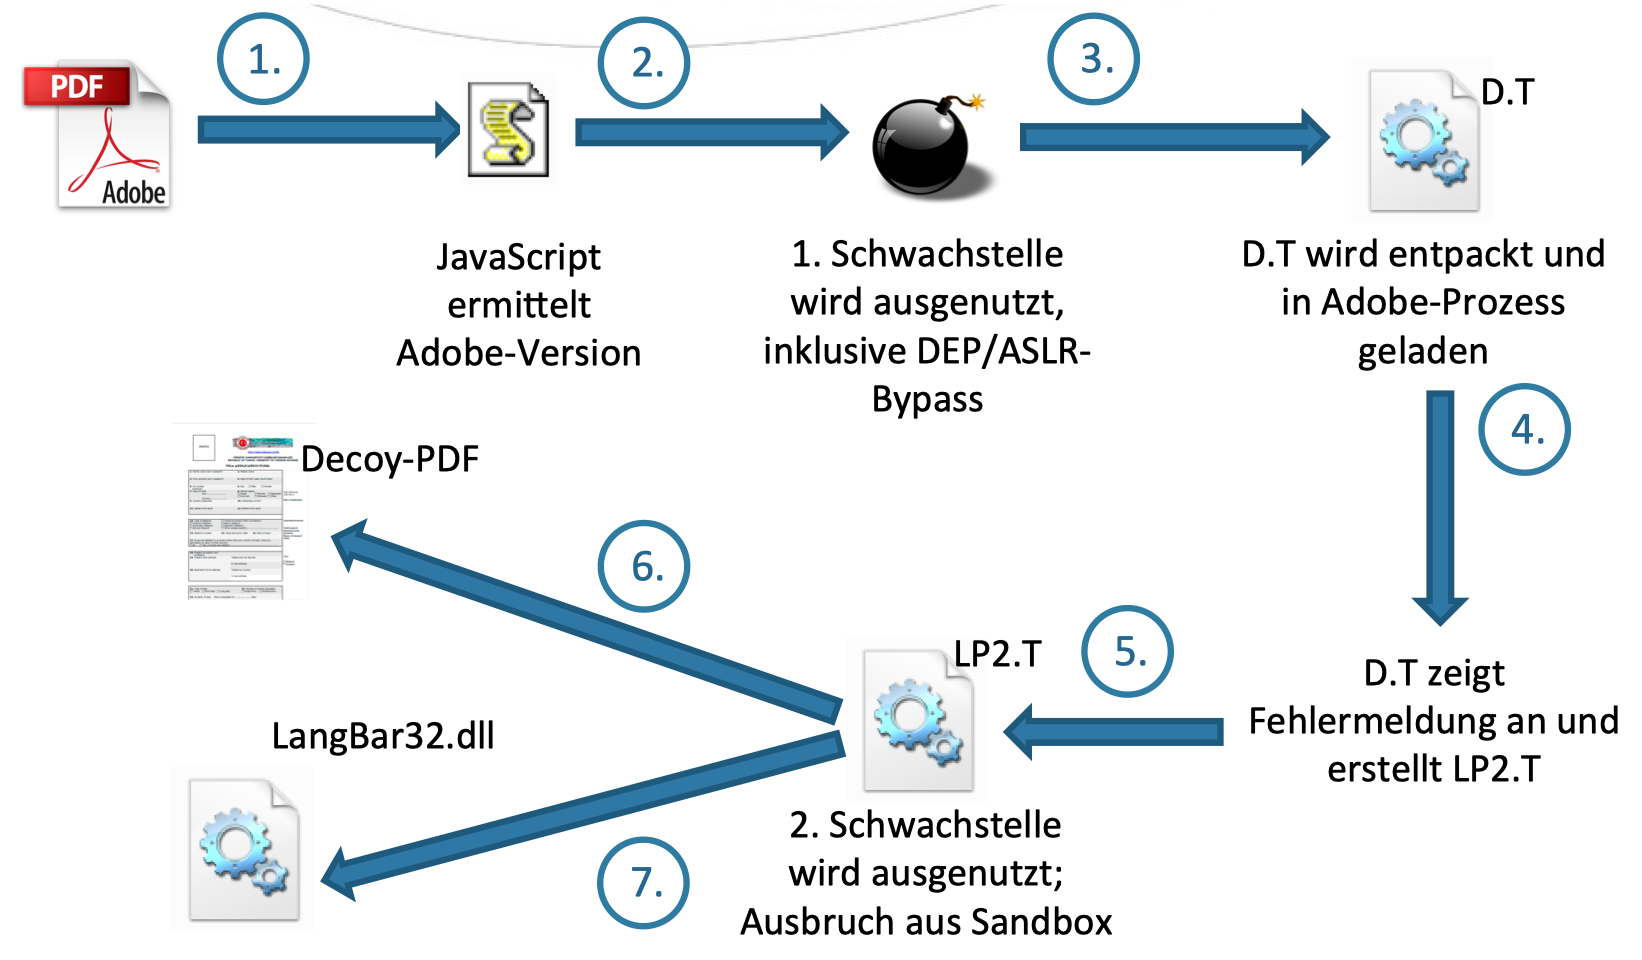 PDF
Adobe
1.
2.
3.
D.T
JavaScript
ermittelt
Adobe-Version
1. Schwachstelle
wird ausgenutzt,
inklusive DEP/ASLR-
Bypass
D.T wird entpackt und
in Adobe-Prozess
geladen
4.
Decoy-PDF
6.
LP2.T
5.
D.T zeigt
Fehlermeldung an und
erstellt LP2.T
LangBar32.dll
7.
2. Schwachstelle
wird ausgenutzt;
Ausbruch aus Sandbox